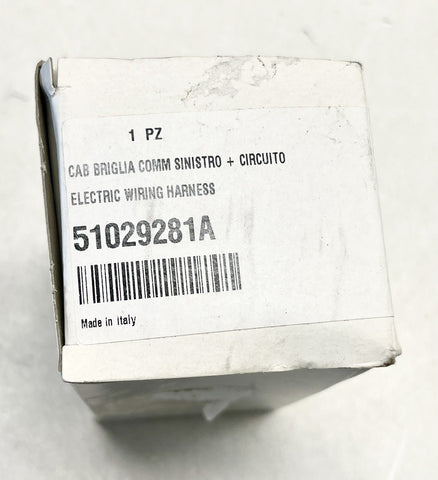 1 PZ
CAB BRIGLIA COMM SINISTRO + CIRCUITO
ELECTRIC WIRING HARNESS
51029281A
Made in italy